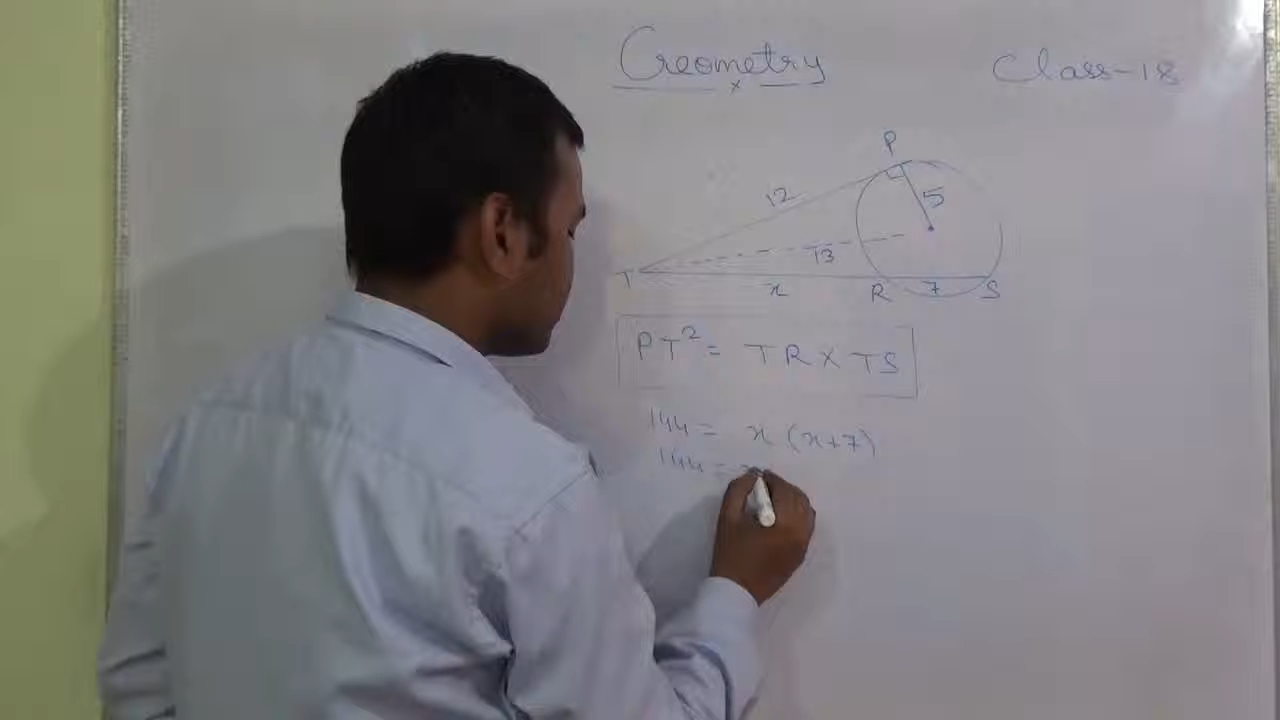 Geometry
Class-18
P
12
5
13
T
x
R
7
S
PT² = TR × TS
144 = x (x+7)
144 = x